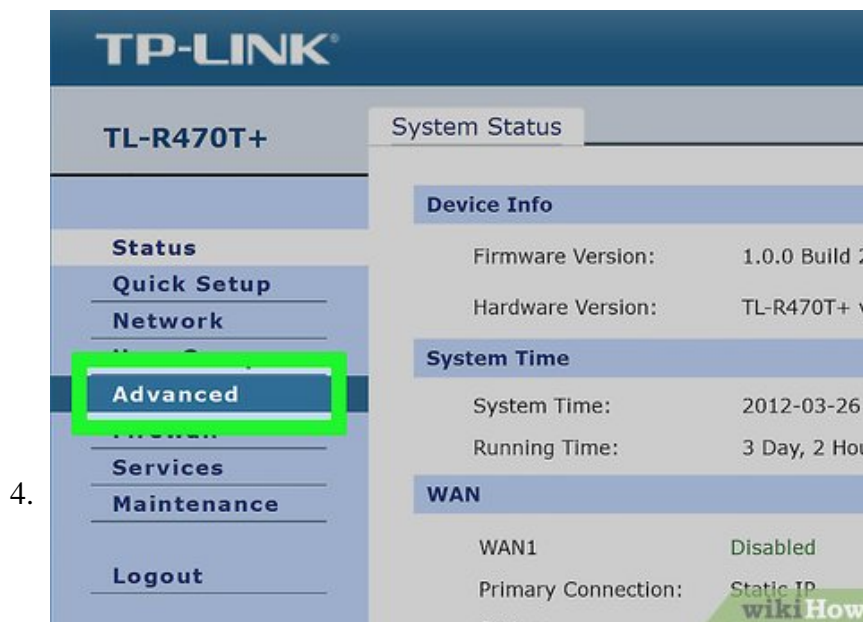 TP-LINK®
TL-R470T+
System Status
Device Info
Status
Firmware Version: 1.0.0 Build
Quick Setup
Hardware Version: TL-R470T+
Network
System Time
Advanced
System Time: 2012-03-26
Running Time: 3 Day, 2
Services
4.
Maintenance
WAN
WAN1 Disabled
Logout
Primary Connection: Static IP
wikiHow